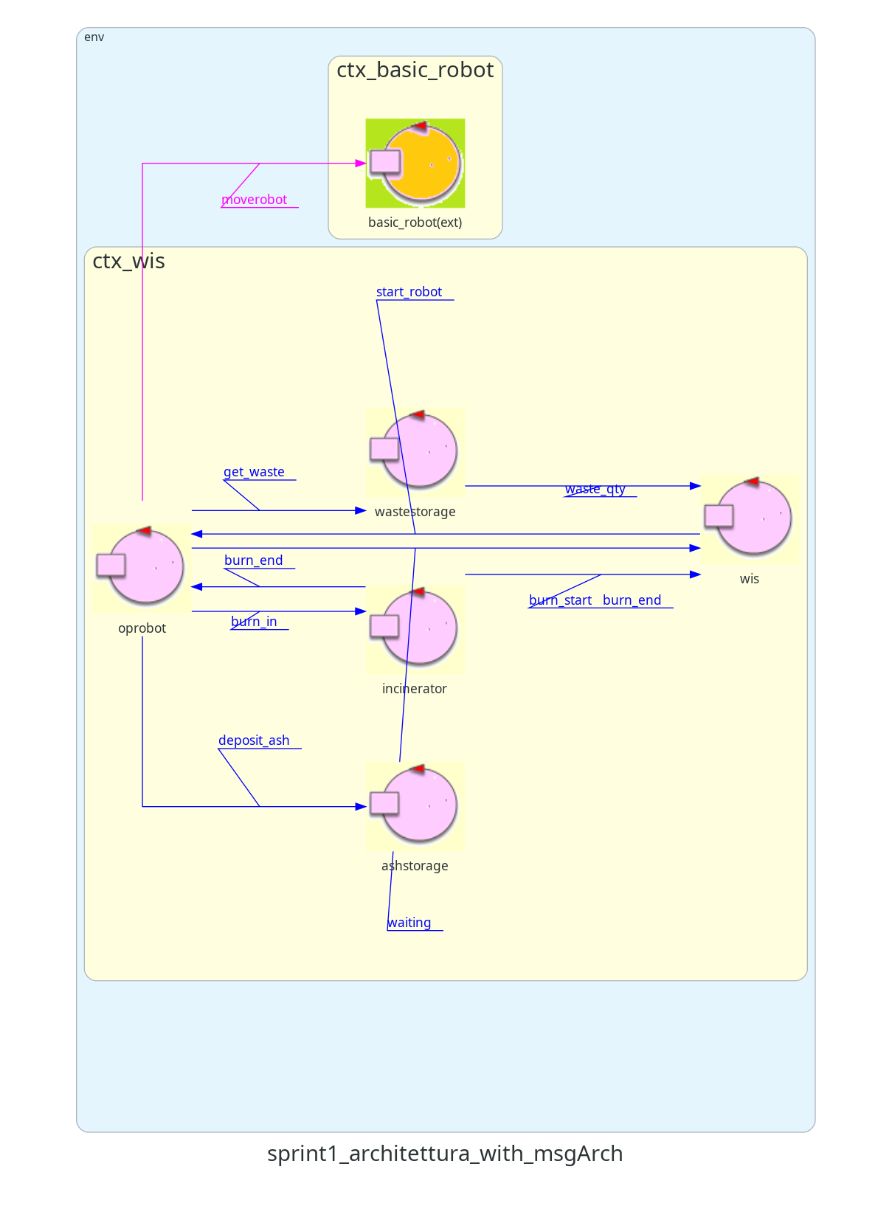 env
ctx_basic_robot
moverobot
basic_robot(ext)
ctx_wis
start_robot
get_waste
waste_qty
wastestorage
burn_end
wis
burn_start burn_end
burn_in
oprobot
incinerator
deposit_ash
ashstorage
waiting
sprint1_architettura_with_msgArch